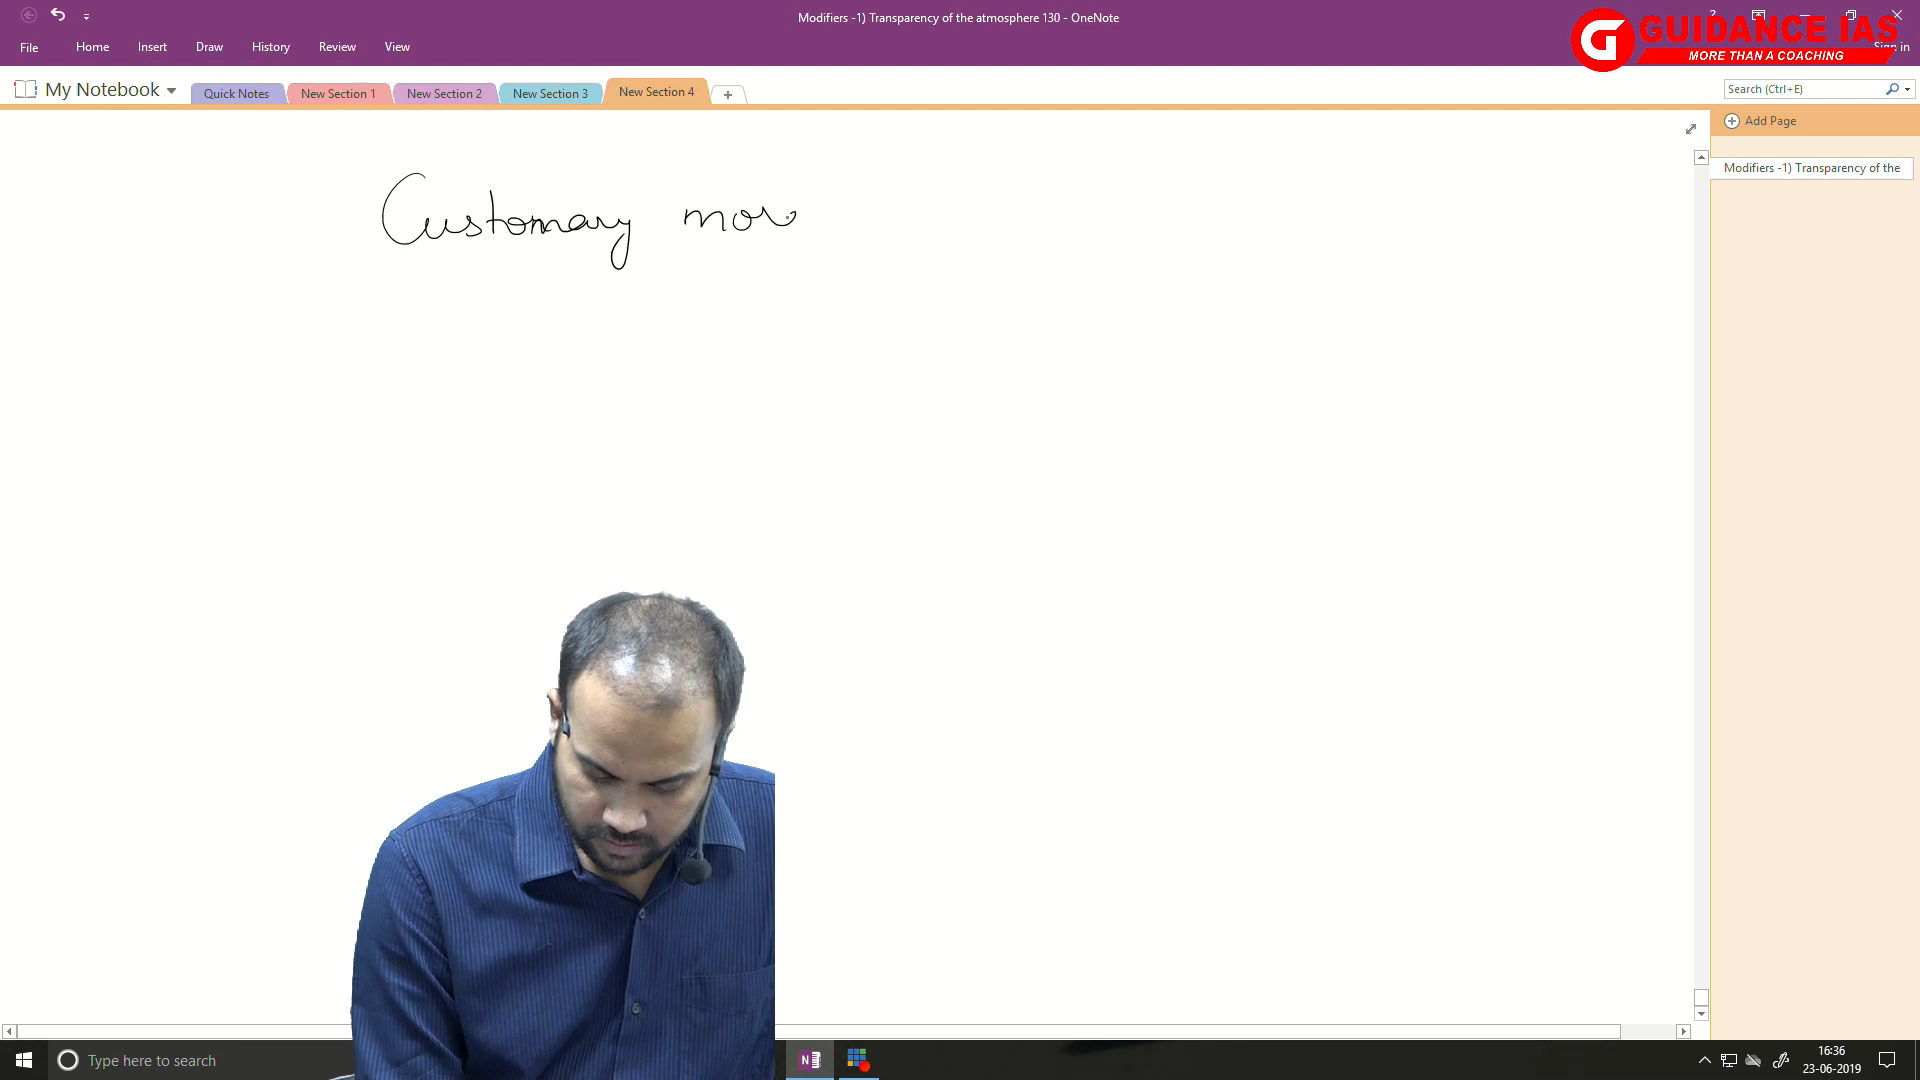 Modifiers -1) Transparency of the atmosphere 130 - OneNote
?
GUIDANCE IAS
MORE THAN A COACHING
Sign in
File Home Insert Draw History Review View
My Notebook Quick Notes New Section 1 New Section 2 New Section 3 New Section 4 +
Search (Ctrl+E)
Add Page
Modifiers -1) Transparency of the
Customary mor
Type here to search
N
16:36
23-06-2019